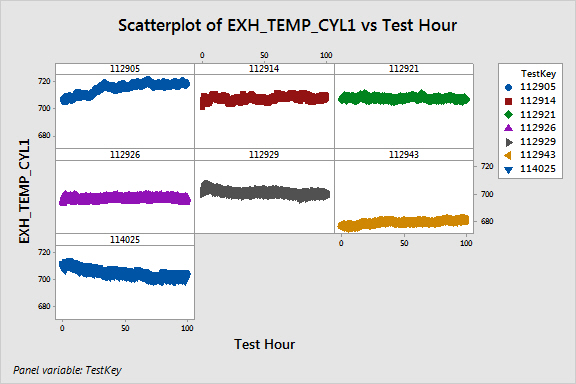 Scatterplot of EXH_TEMP_CYL1 vs Test Hour
0 50 100
112905 112914 112921
720
700
680
112926 112929 112943
720
700
680
0 50 100
114025
720
700
680
0 50 100
EXH_TEMP_CYL1
Test Hour
TestKey
112905
112914
112921
112926
112929
112943
114025
Panel variable: TestKey